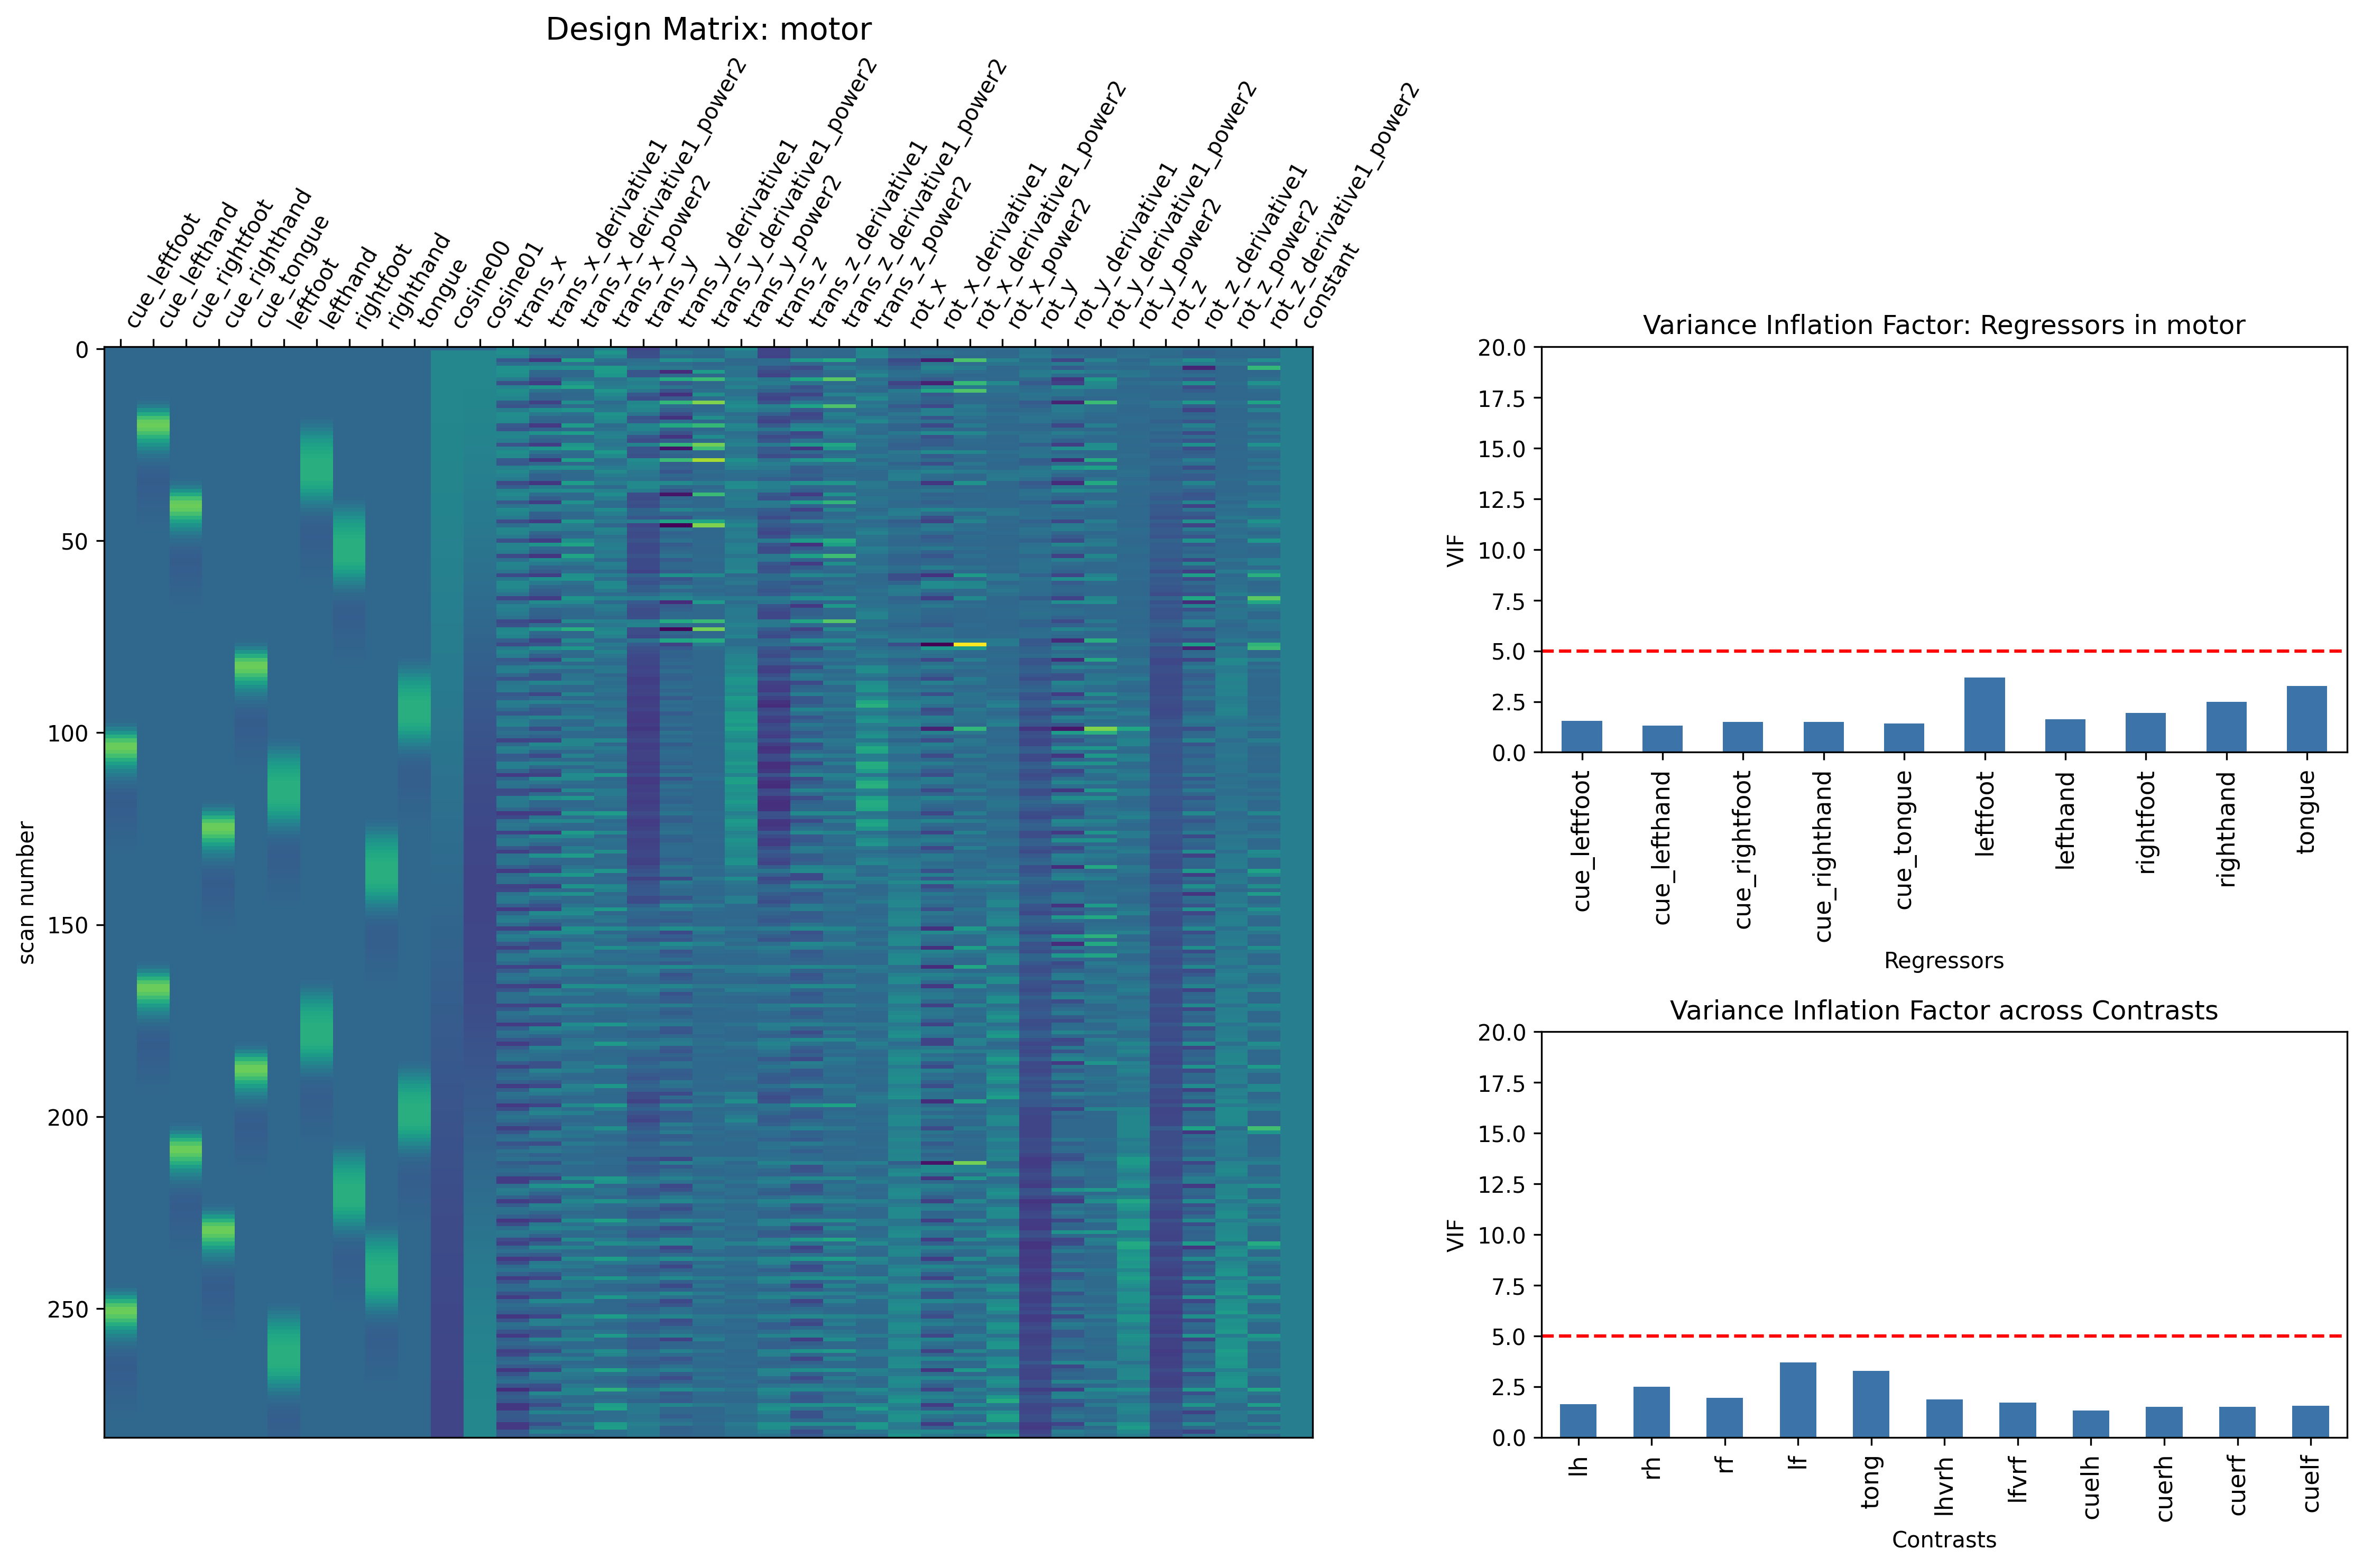 Design Matrix: motor
cue_leftfoot
cue_lefthand
cue_rightfoot
cue_righthand
cue_tongue
leftfoot
lefthand
rightfoot
righthand
tongue
cosine00
cosine01
trans_x
trans_x_derivative1
trans_x_derivative1_power2
trans_x_power2
trans_y
trans_y_derivative1
trans_y_derivative1_power2
trans_y_power2
trans_z
trans_z_derivative1
trans_z_derivative1_power2
trans_z_power2
rot_x
rot_x_derivative1
rot_x_derivative1_power2
rot_x_power2
rot_y
rot_y_derivative1
rot_y_derivative1_power2
rot_y_power2
rot_z
rot_z_derivative1
rot_z_power2
rot_z_derivative1_power2
constant
scan number
0
50
100
150
200
250
Variance Inflation Factor: Regressors in motor
VIF
20.0
17.5
15.0
12.5
10.0
7.5
5.0
2.5
0.0
cue_leftfoot
cue_lefthand
cue_rightfoot
cue_righthand
cue_tongue
leftfoot
lefthand
rightfoot
righthand
tongue
Regressors
Variance Inflation Factor across Contrasts
VIF
20.0
17.5
15.0
12.5
10.0
7.5
5.0
2.5
0.0
lh
rh
rf
lf
tong
lhvrh
lfvrf
cuelh
cuerh
cuerf
cuelf
Contrasts